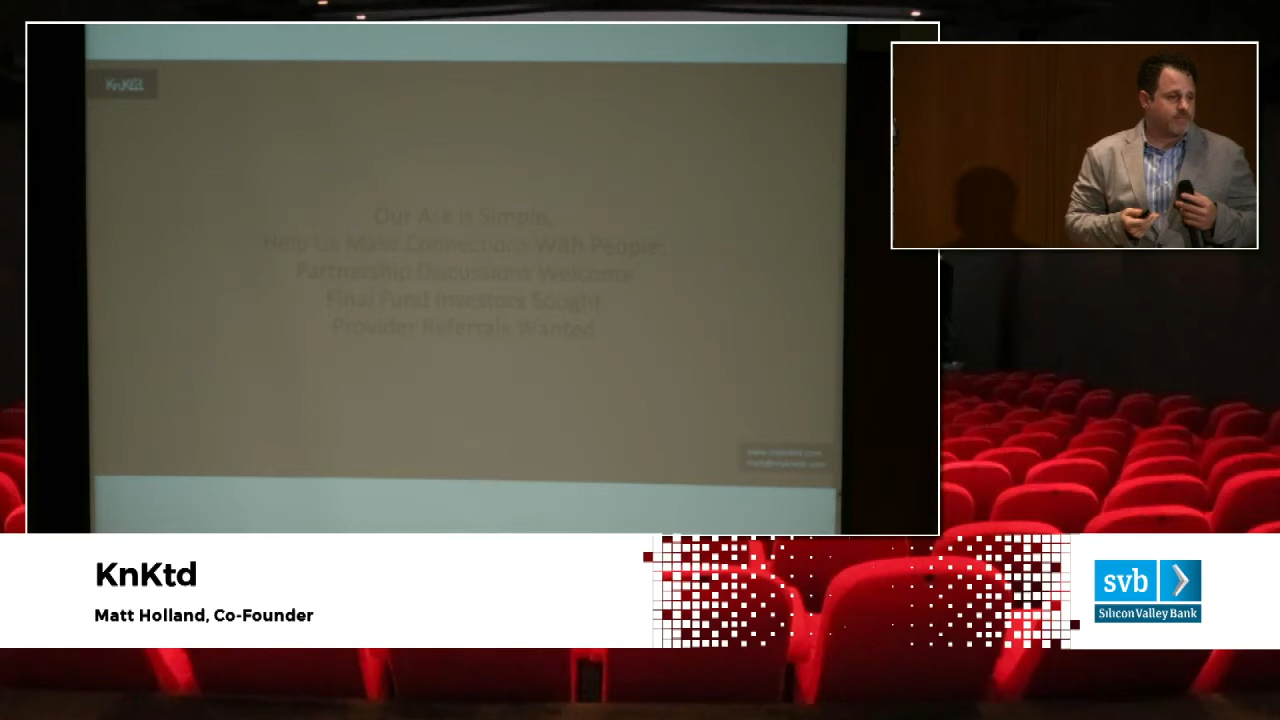 KnKtd
Our Ask is Simple,
Help Us Make Connections With People:
Partnership Discussions Welcome
Final Fund Investors Sought
Provider Referrals Wanted
KnKtd
Matt Holland, Co-Founder
svb
Silicon Valley Bank